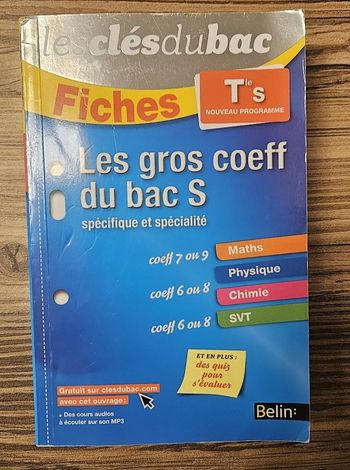 lesclésdubac
Fiches
Tle S
NOUVEAU PROGRAMME
Les gros coeff
du bac S
spécifique et spécialité
coeff 7 ou 9 Maths
Physique
coeff 6 ou 8 Chimie
coeff 6 ou 8 SVT
ET EN PLUS :
des quiz
pour
s'évaluer
Gratuit sur clesdubac.com
avec cet ouvrage :
• Des cours audios
à écouter sur son MP3
Belin: